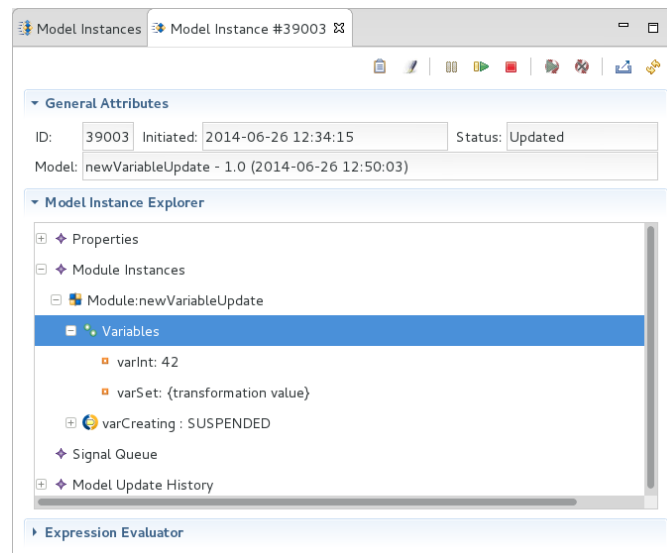 Model Instances Model Instance #39003
General Attributes
ID: 39003 Initiated: 2014-06-26 12:34:15 Status: Updated
Model: newVariableUpdate - 1.0 (2014-06-26 12:50:03)
Model Instance Explorer
Properties
Module Instances
Module:newVariableUpdate
Variables
varInt: 42
varSet: {transformation value}
varCreating : SUSPENDED
Signal Queue
Model Update History
Expression Evaluator